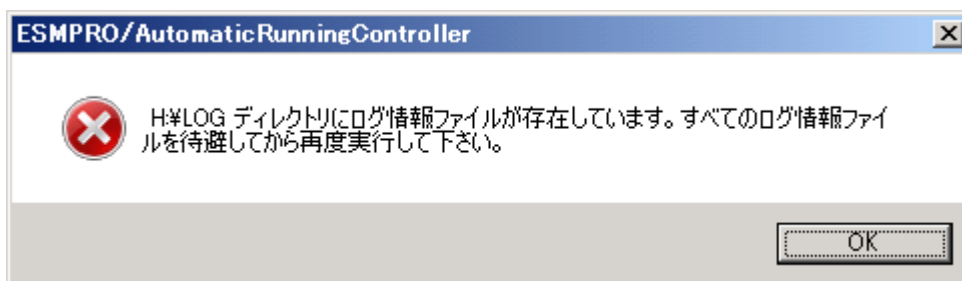 ESMPRO/AutomaticRunningController
H:¥LOG ディレクトリにログ情報ファイルが存在しています。すべてのログ情報ファイ
ルを待避してから再度実行して下さい。
OK